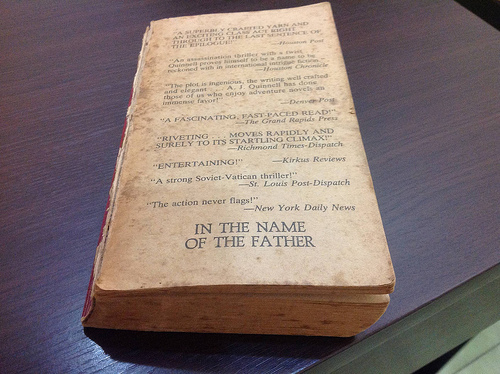 "A SUPERBLY CRAFTED YARN AND
AN EXCITING CLASS ACT RIGHT
THROUGH TO THE LAST SENTENCE OF
THE EPILOGUE!"
—Houston Post
"An assassination thriller with a twist
Quinnell proved himself to be a name to be
reckoned with in international intrigue fiction."
—Houston Chronicle
"The plot is ingenious, the writing well crafted
and elegant . . . A. J. Quinnell has done
those of us who enjoy adventure novels an
immense favor!"
—Denver Post
"A FASCINATING, FAST-PACED READ!"
—The Grand Rapids Press
"RIVETING . . . MOVES RAPIDLY AND
SURELY TO ITS STARTLING CLIMAX!"
—Richmond Times-Dispatch
"ENTERTAINING!" —Kirkus Reviews
"A strong Soviet-Vatican thriller!"
—St. Louis Post-Dispatch
"The action never flags!"
—New York Daily News
IN THE NAME
OF THE FATHER